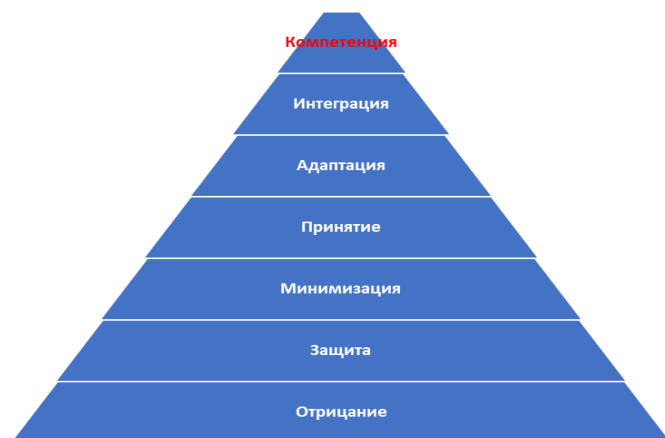 Компетенция
Интеграция
Адаптация
Принятие
Минимизация
Защита
Отрицание